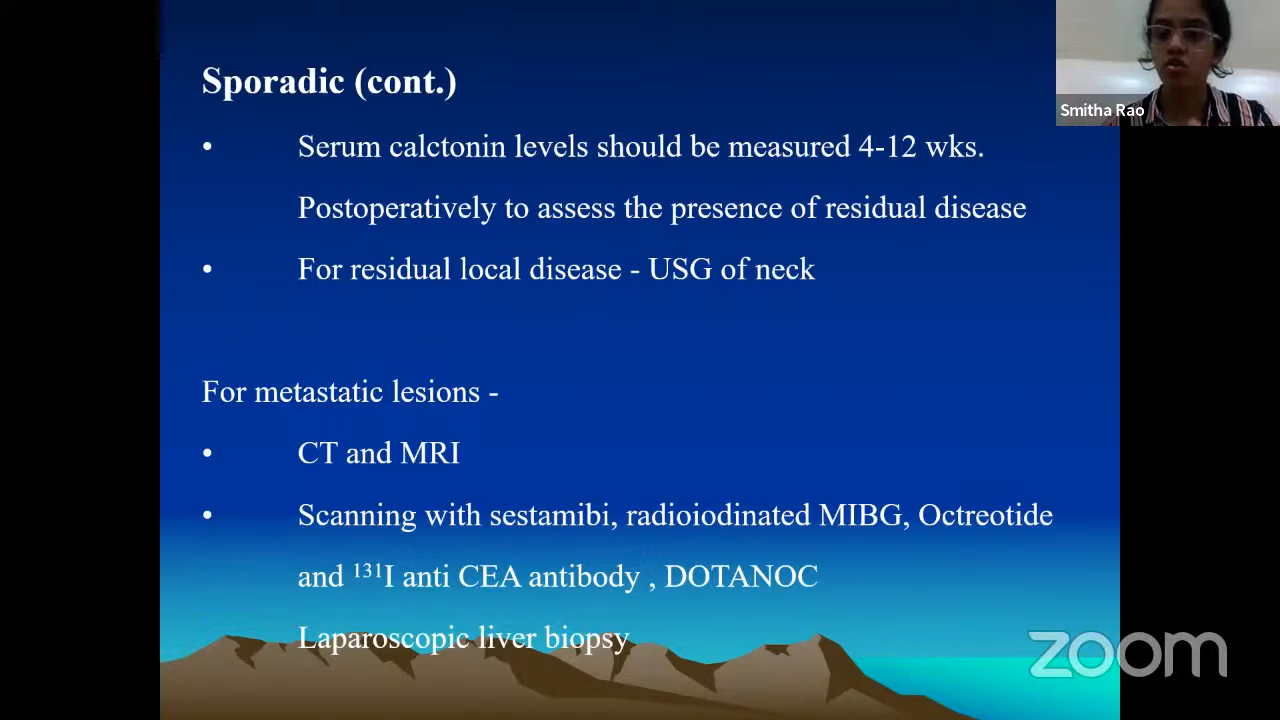 Sporadic (cont.)
Smitha Rao
• Serum calctonin levels should be measured 4-12 wks.
Postoperatively to assess the presence of residual disease
• For residual local disease - USG of neck
For metastatic lesions -
• CT and MRI
• Scanning with sestamibi, radioiodinated MIBG, Octreotide
and ¹³¹I anti CEA antibody , DOTANOC
Laparoscopic liver biopsy
zoom